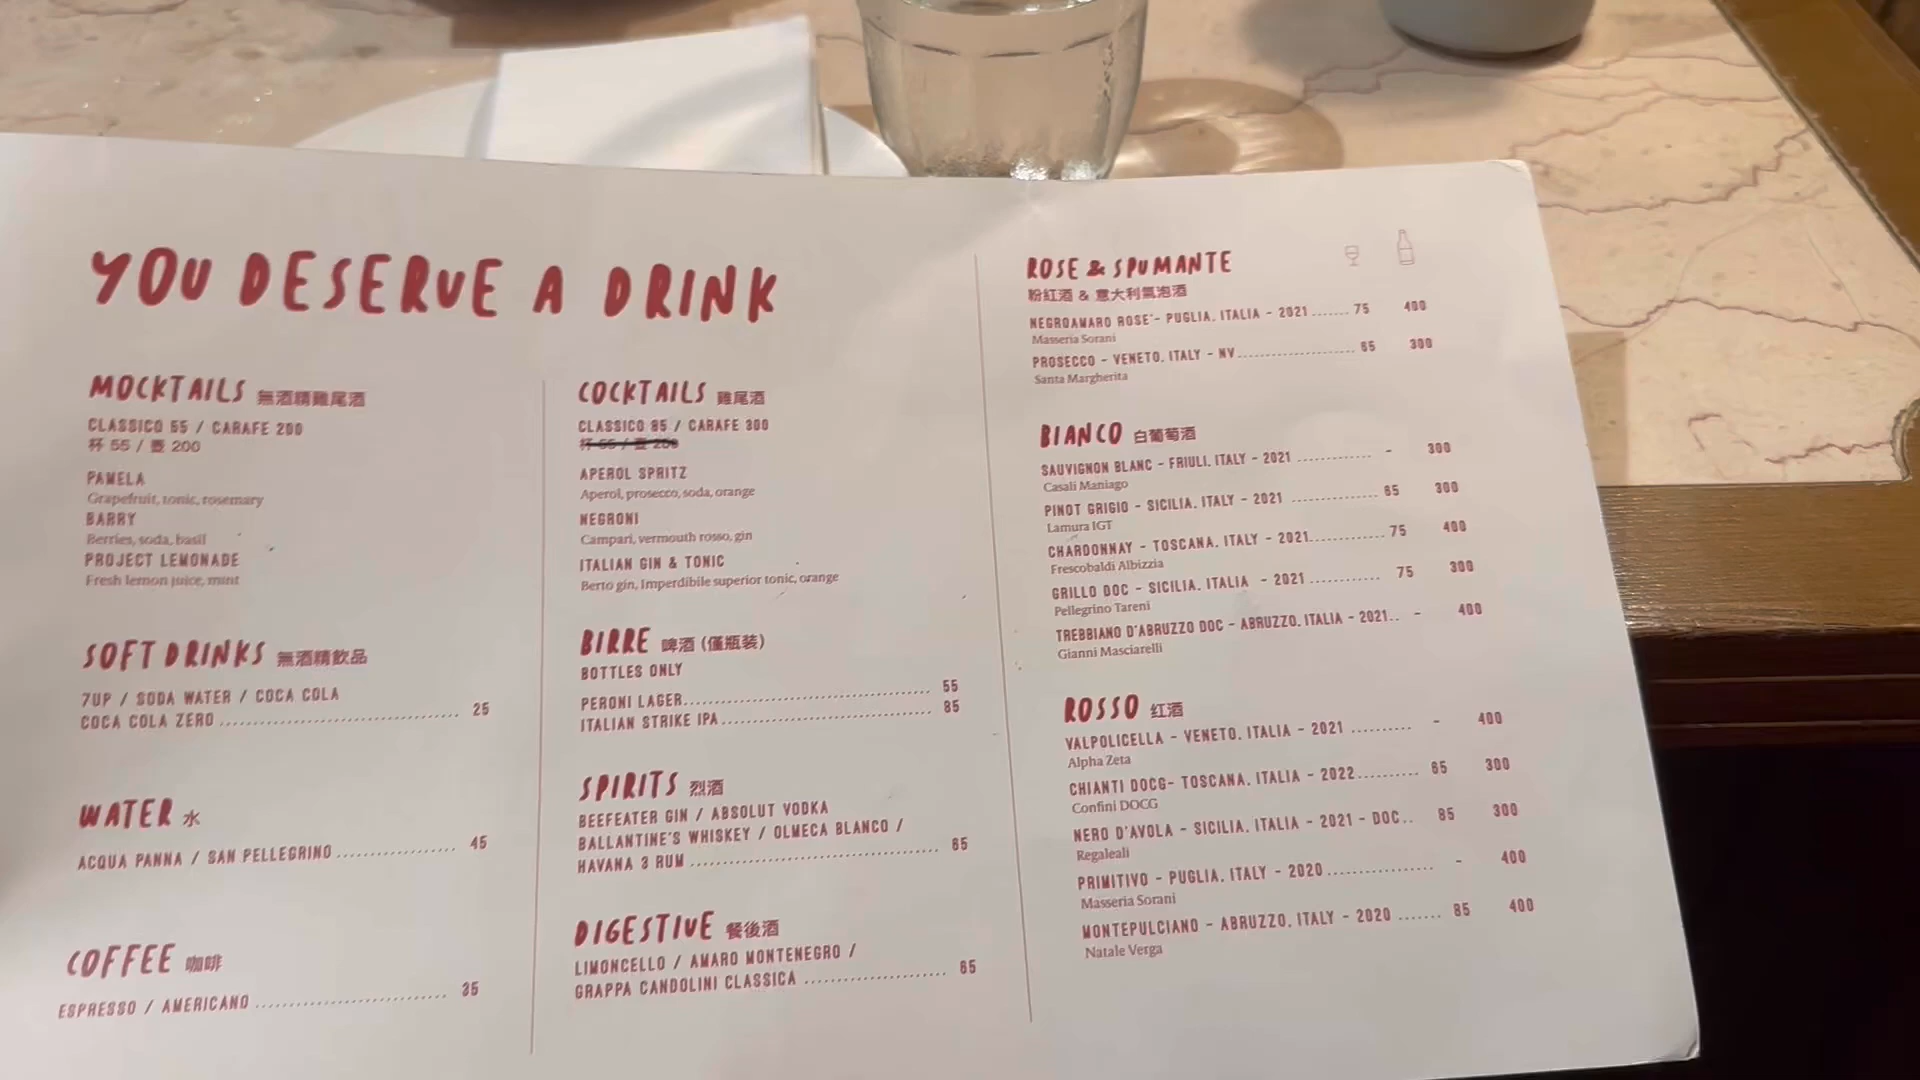 YOU DESERVE A DRINK
MOCKTAILS 無酒精雞尾酒
CLASSICO 55 / CARAFE 200
杯 55 / 壹 200
PAMELA
Grapefruit, tonic, rosemary
BARRY
Berries, soda, basil
PROJECT LEMONADE
Fresh lemon juice, mint
SOFT DRINKS 無酒精飲品
7UP / SODA WATER / COCA COLA
COCA COLA ZERO 25
WATER 水
ACQUA PANNA / SAN PELLEGRINO 45
COFFEE 咖啡
ESPRESSO / AMERICANO 35
COCKTAILS 雞尾酒
CLASSICO 85 / CARAFE 300
APEROL SPRITZ
Aperol, prosecco, soda, orange
NEGRONI
Campari, vermouth rosso, gin
ITALIAN GIN & TONIC
Berto gin, Imperdibile superior tonic, orange
BIRRE 啤酒 (僅瓶裝)
BOTTLES ONLY
PERONI LAGER 55
ITALIAN STRIKE IPA 85
SPIRITS 烈酒
BEEFEATER GIN / ABSOLUT VODKA
BALLANTINE'S WHISKEY / OLMECA BLANCO /
HAVANA 3 RUM 65
DIGESTIVE 餐後酒
LIMONCELLO / AMARO MONTENEGRO /
GRAPPA CANDOLINI CLASSICA 65
ROSE & SPUMANTE
粉紅酒 & 意大利氣泡酒
NEGROAMARO ROSE'- PUGLIA, ITALIA - 2021 75 400
Masseria Sorani
PROSECCO - VENETO, ITALY - NV 65 300
Santa Margherita
BIANCO 白葡萄酒
SAUVIGNON BLANC - FRIULI, ITALY - 2021 - 300
Casali Maniago
PINOT GRIGIO - SICILIA, ITALY - 2021 65 300
Lamura IGT
CHARDONNAY - TOSCANA, ITALY - 2021 75 400
Frescobaldi Albizzia
GRILLO DOC - SICILIA, ITALIA - 2021 75 300
Pellegrino Tareni
TREBBIANO D'ABRUZZO DOC - ABRUZZO, ITALIA - 2021 - 400
Gianni Masciarelli
ROSSO 红酒
VALPOLICELLA - VENETO, ITALIA - 2021 - 400
Alpha Zeta
CHIANTI DOCG- TOSCANA, ITALIA - 2022 65 300
Confini DOCG
NERO D'AVOLA - SICILIA, ITALIA - 2021 - DOC 85 300
Regaleali
PRIMITIVO - PUGLIA, ITALY - 2020 - 400
Masseria Sorani
MONTEPULCIANO - ABRUZZO, ITALY - 2020 85 400
Natale Verga